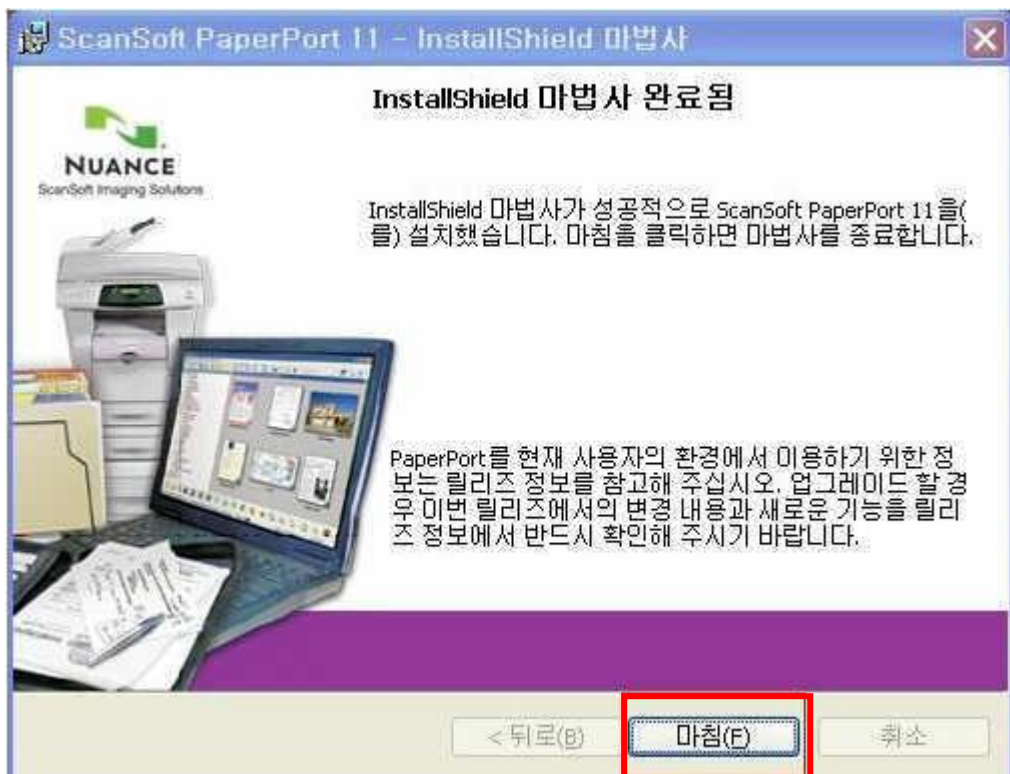 ScanSoft PaperPort 11 - InstallShield 마법사
InstallShield 마법사 완료됨
NUANCE
ScanSoft Imaging Solutions
InstallShield 마법사가 성공적으로 ScanSoft PaperPort 11을(
를) 설치했습니다. 마침을 클릭하면 마법사를 종료합니다.
PaperPort를 현재 사용자의 환경에서 이용하기 위한 정
보는 릴리즈 정보를 참고해 주십시오. 업그레이드 할 경
우 이번 릴리즈에서의 변경 내용과 새로운 기능을 릴리
즈 정보에서 반드시 확인해 주시기 바랍니다.
< 뒤로(B)
마침(F)
취소